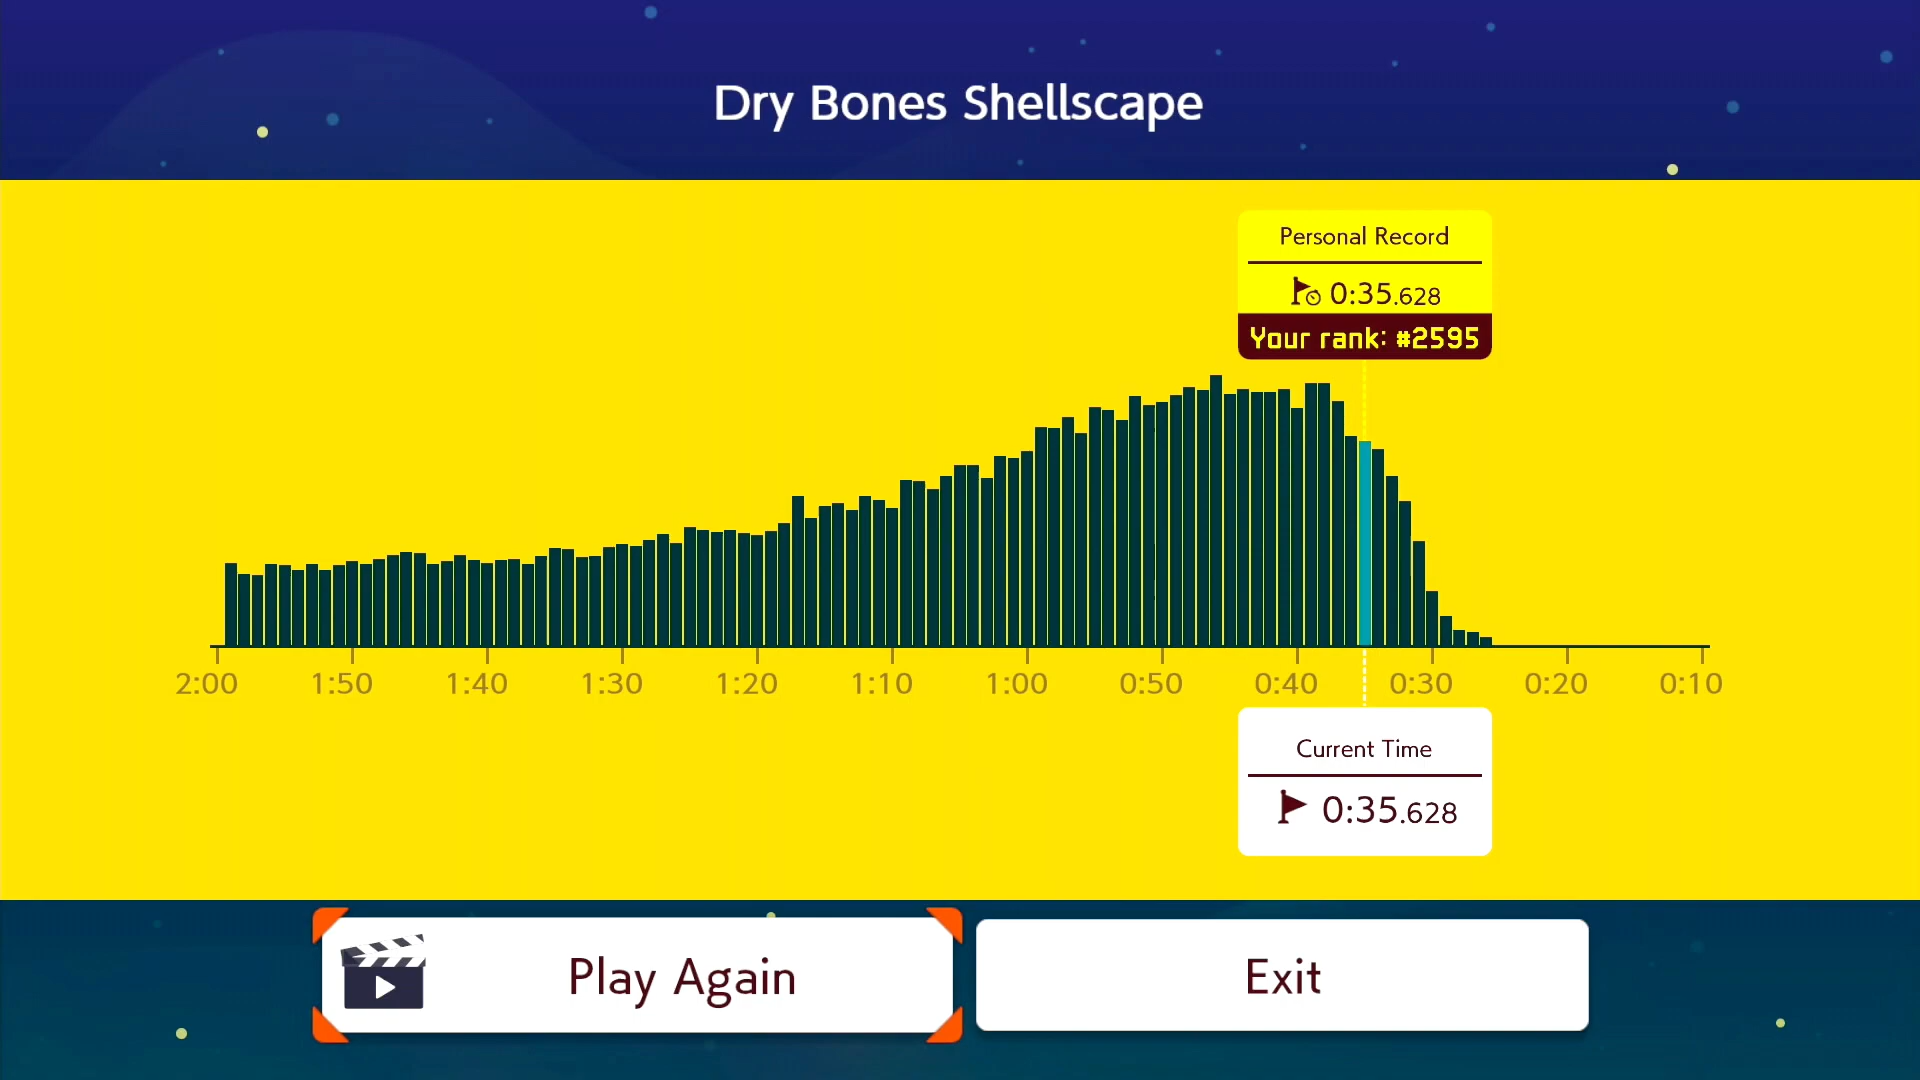 Dry Bones Shellscape
Personal Record
0:35.628
Your rank: #2595
2:00 1:50 1:40 1:30 1:20 1:10 1:00 0:50 0:40 0:30 0:20 0:10
Current Time
0:35.628
Play Again
Exit